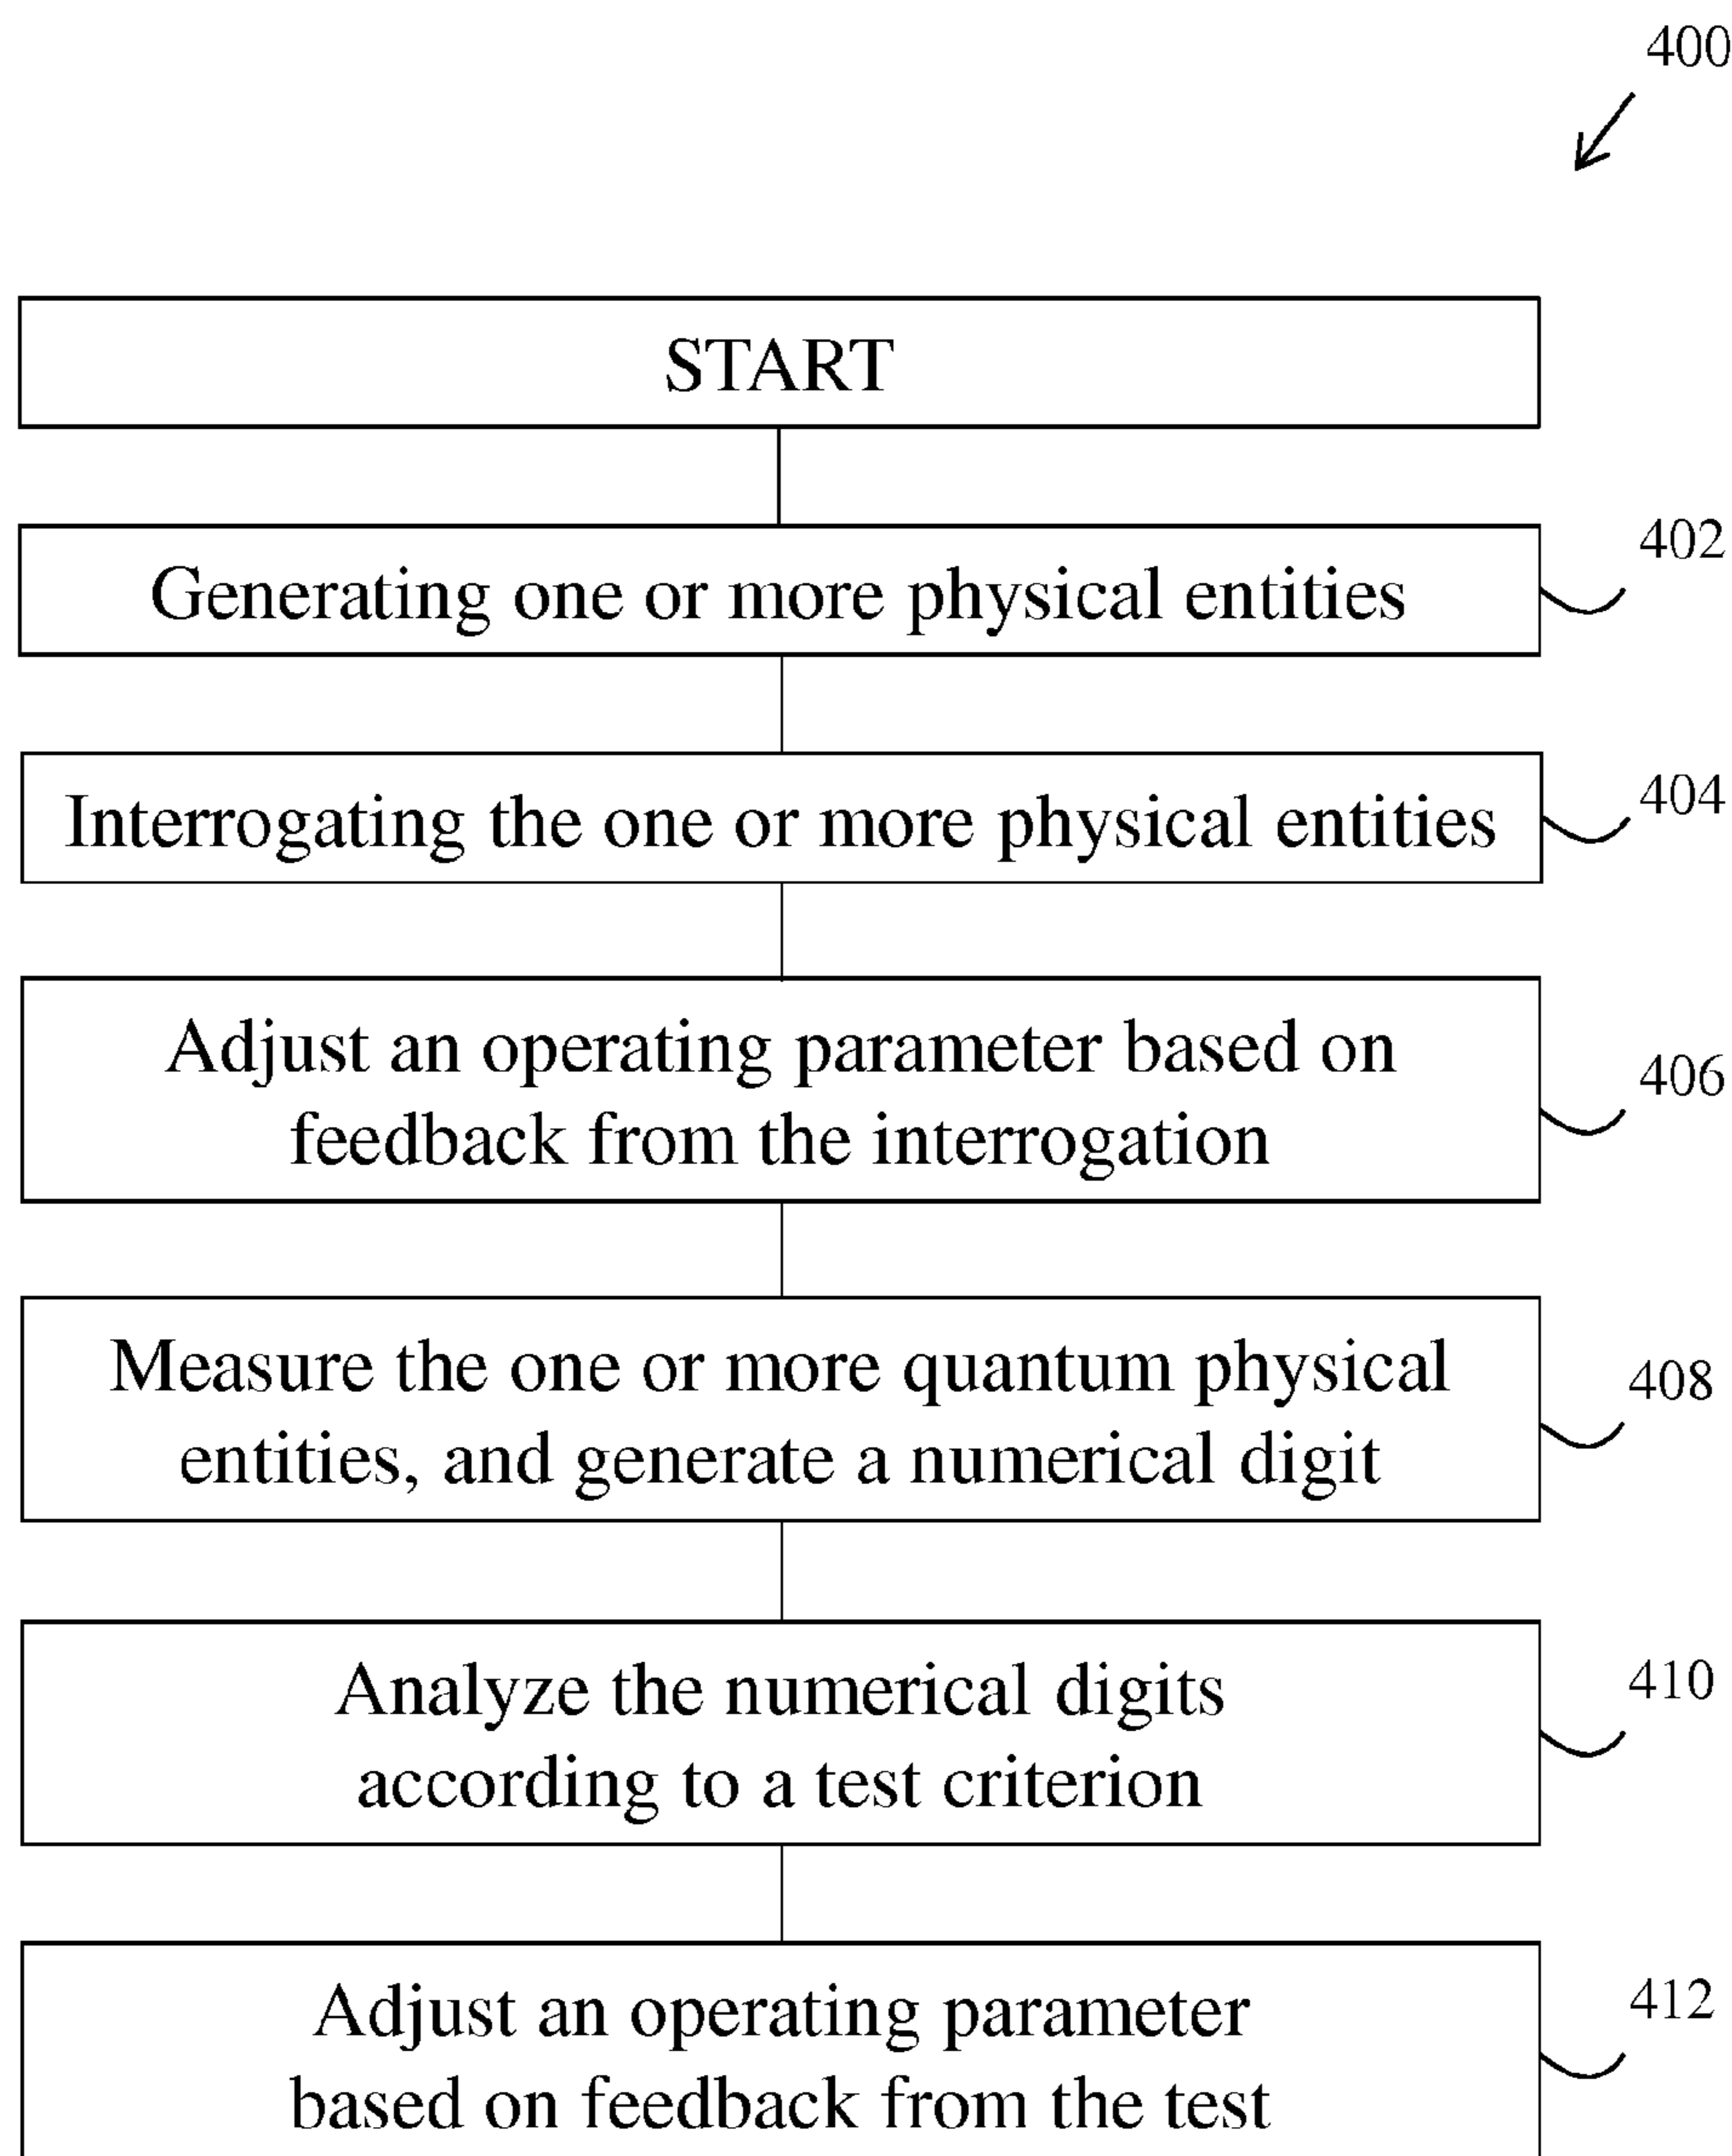 400
START
402
Generating one or more physical entities
404
Interrogating the one or more physical entities
Adjust an operating parameter based on
406
feedback from the interrogation
Measure the one or more quantum physical
408
entities, and generate a numerical digit
410
Analyze the numerical digits
according to a test criterion
412
Adjust an operating parameter
based on feedback from the test